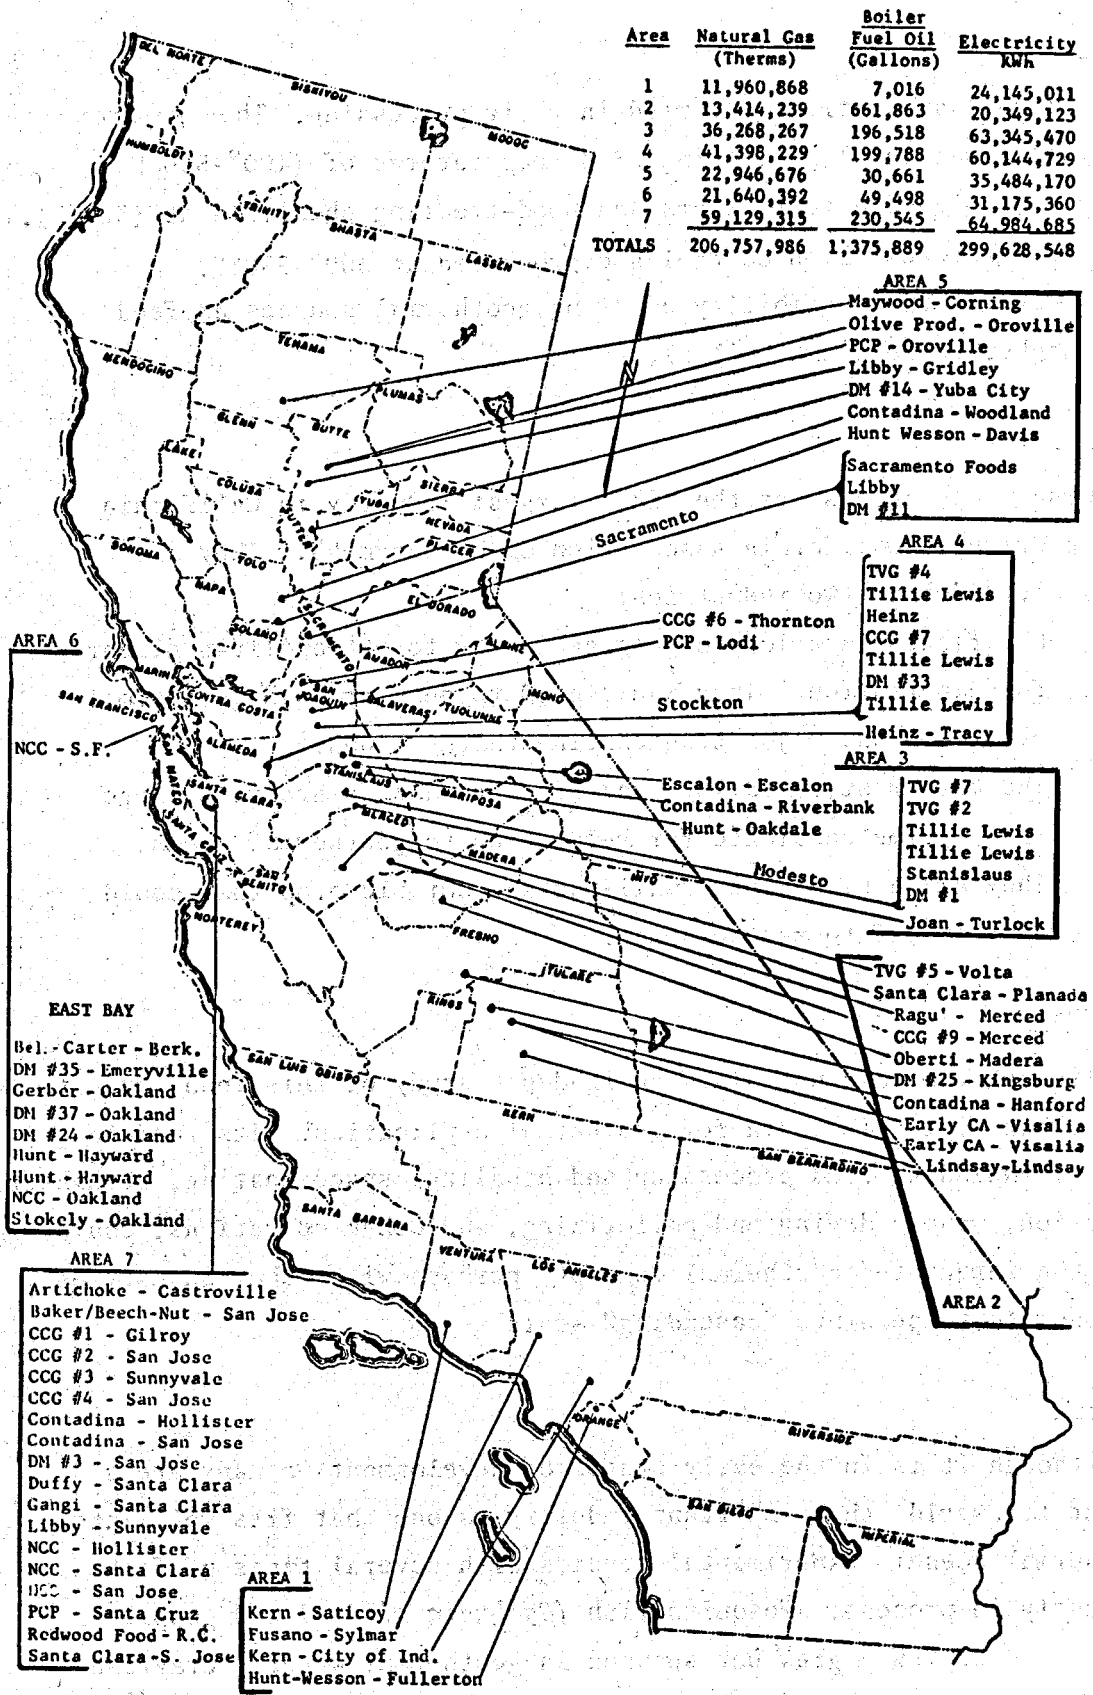 Area Natural Gas (Therms) Boiler Fuel Oil (Gallons) Electricity KWh
1 11,960,868 7,016 24,145,011
2 13,414,239 661,863 20,349,123
3 36,268,267 196,518 63,345,470
4 41,398,229 199,788 60,144,729
5 22,946,676 30,661 35,484,170
6 21,640,392 49,498 31,175,360
7 59,129,315 230,545 64,984,685
TOTALS 206,757,986 1,375,889 299,628,548
DEL NORTE
SISKIYOU
MODOC
HUMBOLDT
TRINITY
SHASTA
LASSEN
MENDOCINO
TEHAMA
PLUMAS
GLENN
BUTTE
LAKE
COLUSA
SIERRA
YUBA
SUTTER
NEVADA
PLACER
SONOMA
NAPA
YOLO
EL DORADO
SACRAMENTO
SOLANO
AMADOR
ALPINE
MARIN
CONTRA COSTA
SAN JOAQUIN
CALAVERAS
TUOLUMNE
MONO
SAN FRANCISCO
ALAMEDA
SAN MATEO
SANTA CLARA
STANISLAUS
MARIPOSA
SANTA CRUZ
MERCED
MADERA
SAN BENITO
INYO
MONTEREY
FRESNO
TULARE
KINGS
SAN LUIS OBISPO
KERN
SAN BERNARDINO
SANTA BARBARA
VENTURA
LOS ANGELES
ORANGE
RIVERSIDE
SAN DIEGO
IMPERIAL
N
AREA 5
Maywood - Corning
Olive Prod. - Oroville
PCP - Oroville
Libby - Gridley
DM #14 - Yuba City
Contadina - Woodland
Hunt Wesson - Davis
Sacramento
Sacramento Foods
Libby
DM #11
AREA 4
TVG #4
Tillie Lewis
Heinz
CCG #7
Tillie Lewis
DM #33
Tillie Lewis
CCG #6 - Thornton
PCP - Lodi
Stockton
Heinz - Tracy
AREA 3
Escalon - Escalon
Contadina - Riverbank
Hunt - Oakdale
Modesto
TVG #7
TVG #2
Tillie Lewis
Tillie Lewis
Stanislaus
DM #1
Joan - Turlock
TVG #5 - Volta
Santa Clara - Planada
Ragu' - Merced
CCG #9 - Merced
Oberti - Madera
DM #25 - Kingsburg
Contadina - Hanford
Early CA - Visalia
Early CA - Visalia
Lindsay-Lindsay
AREA 2
AREA 6
NCC - S.F.
EAST BAY
Bel. - Carter - Berk.
DM #35 - Emeryville
Gerber - Oakland
DM #37 - Oakland
DM #24 - Oakland
Hunt - Hayward
Hunt - Hayward
NCC - Oakland
Stokely - Oakland
AREA 7
Artichoke - Castroville
Baker/Beech-Nut - San Jose
CCG #1 - Gilroy
CCG #2 - San Jose
CCG #3 - Sunnyvale
CCG #4 - San Jose
Contadina - Hollister
Contadina - San Jose
DM #3 - San Jose
Duffy - Santa Clara
Gangi - Santa Clara
Libby - Sunnyvale
NCC - Hollister
NCC - Santa Clara
- San Jose
PCP - Santa Cruz
Redwood Food - R.C.
Santa Clara-S. Jose
AREA 1
Kern - Saticoy
Fusano - Sylmar
Kern - City of Ind.
Hunt-Wesson - Fullerton